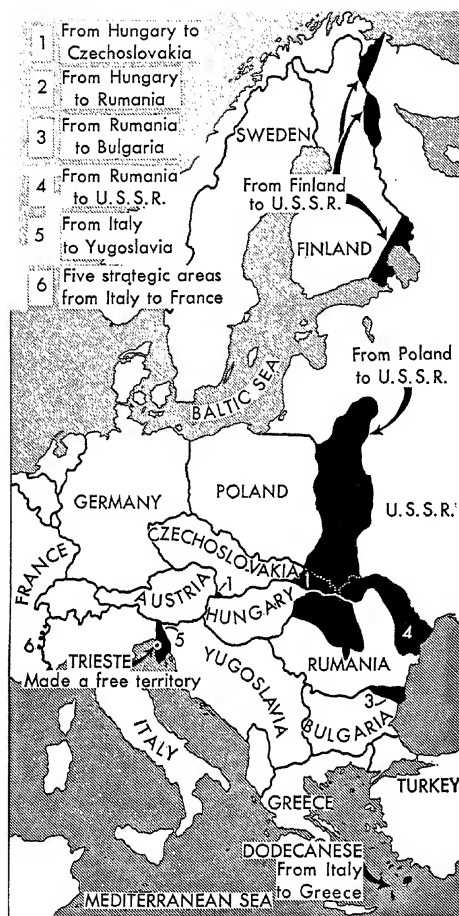 1 From Hungary to
Czechoslovakia
2 From Hungary
to Rumania
3 From Rumania
to Bulgaria
4 From Rumania
to U.S.S.R.
5 From Italy
to Yugoslavia
6 Five strategic areas
from Italy to France
SWEDEN
From Finland
to U.S.S.R.
FINLAND
From Poland
to U.S.S.R.
BALTIC SEA
GERMANY
POLAND
U.S.S.R.
CZECHOSLOVAKIA
1
FRANCE
AUSTRIA
1
HUNGARY
4
6
5
TRIESTE
Made a free territory
RUMANIA
YUGOSLAVIA
3
BULGARIA
ITALY
TURKEY
GREECE
DODECANESE
From Italy
to Greece
MEDITERRANEAN SEA